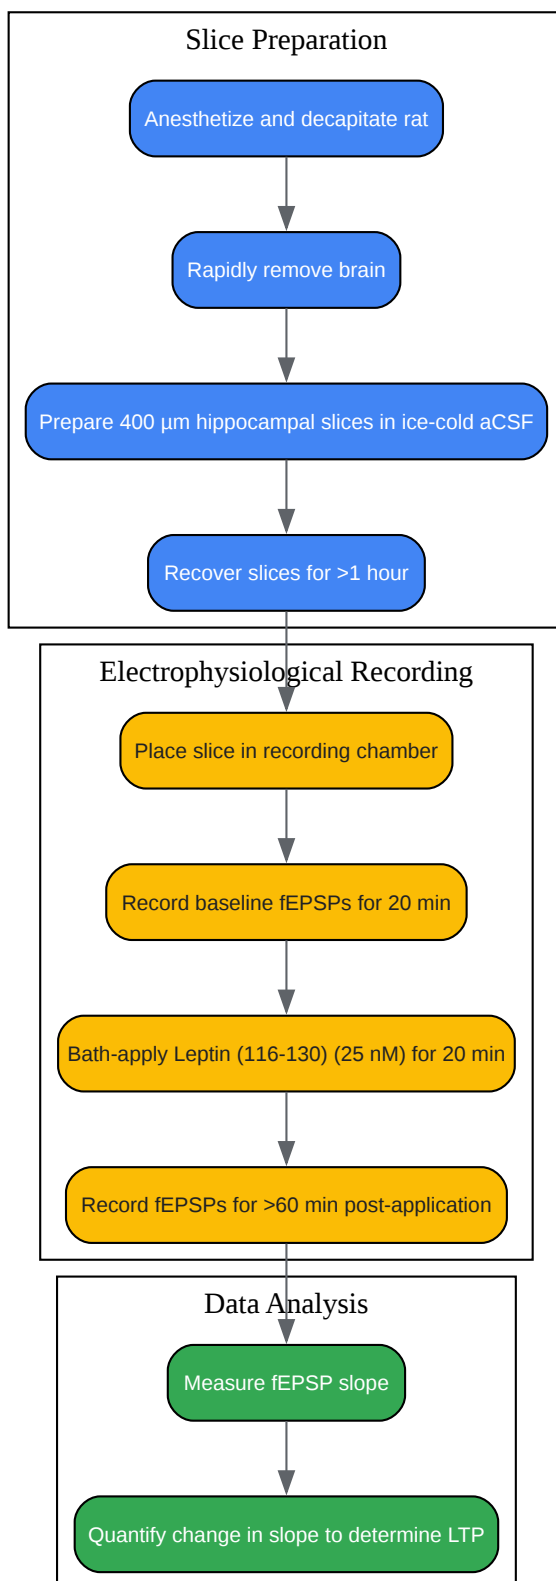 Slice Preparation
Anesthetize and decapitate rat
Rapidly remove brain
Prepare 400 µm hippocampal slices in ice-cold aCSF
Recover slices for >1 hour
Electrophysiological Recording
Place slice in recording chamber
Record baseline fEPSPs for 20 min
Bath-apply Leptin (116-130) (25 nM) for 20 min
Record fEPSPs for >60 min post-application
Data Analysis
Measure fEPSP slope
Quantify change in slope to determine LTP